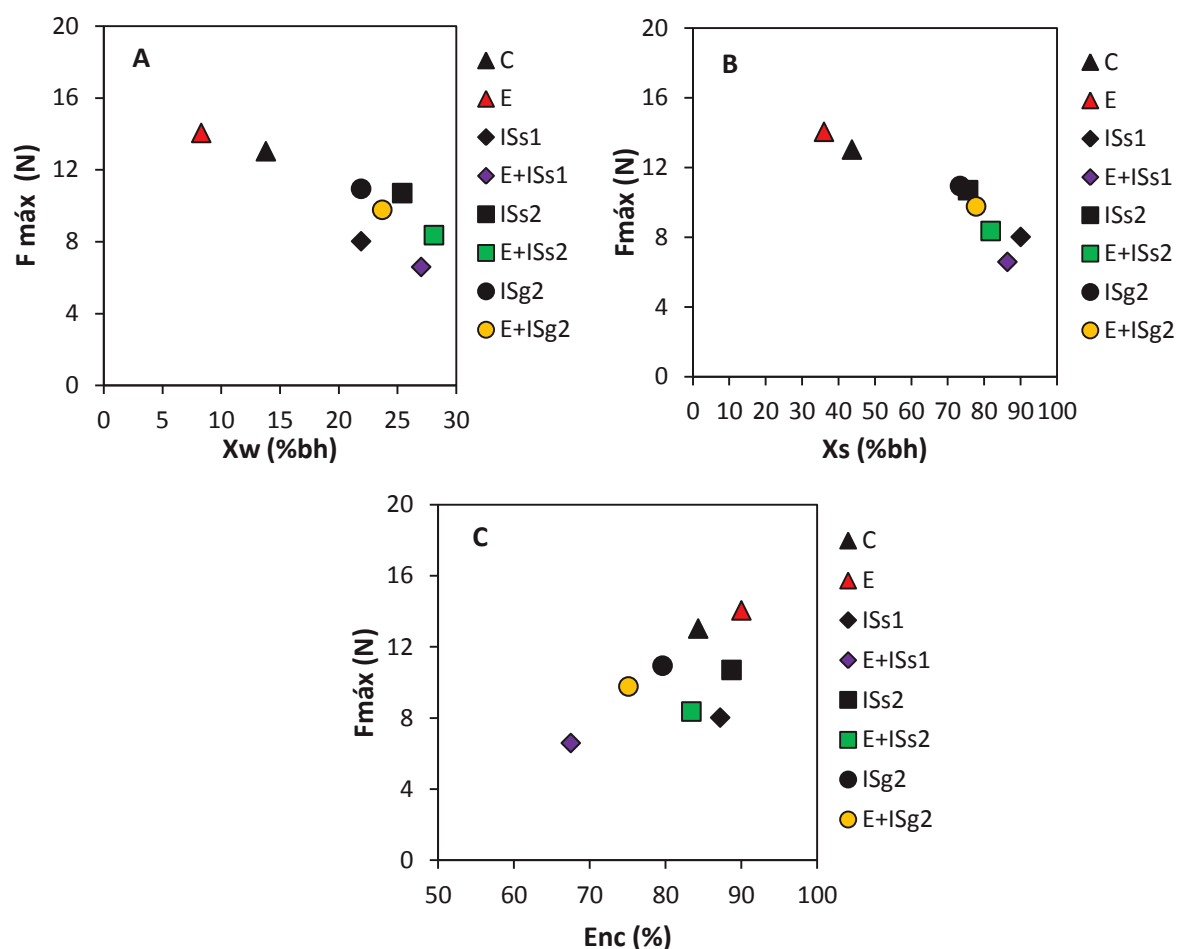 A
F máx (N)
20
16
12
8
4
0
0 5 10 15 20 25 30
Xw (%bh)
C
E
ISs1
E+ISs1
ISs2
E+ISs2
ISg2
E+ISg2
B
Fmáx (N)
20
16
12
8
4
0
0 10 20 30 40 50 60 70 80 90 100
Xs (%bh)
C
E
ISs1
E+ISs1
ISs2
E+ISs2
ISg2
E+ISg2
C
Fmáx (N)
20
16
12
8
4
0
50 60 70 80 90 100
Enc (%)
C
E
ISs1
E+ISs1
ISs2
E+ISs2
ISg2
E+ISg2